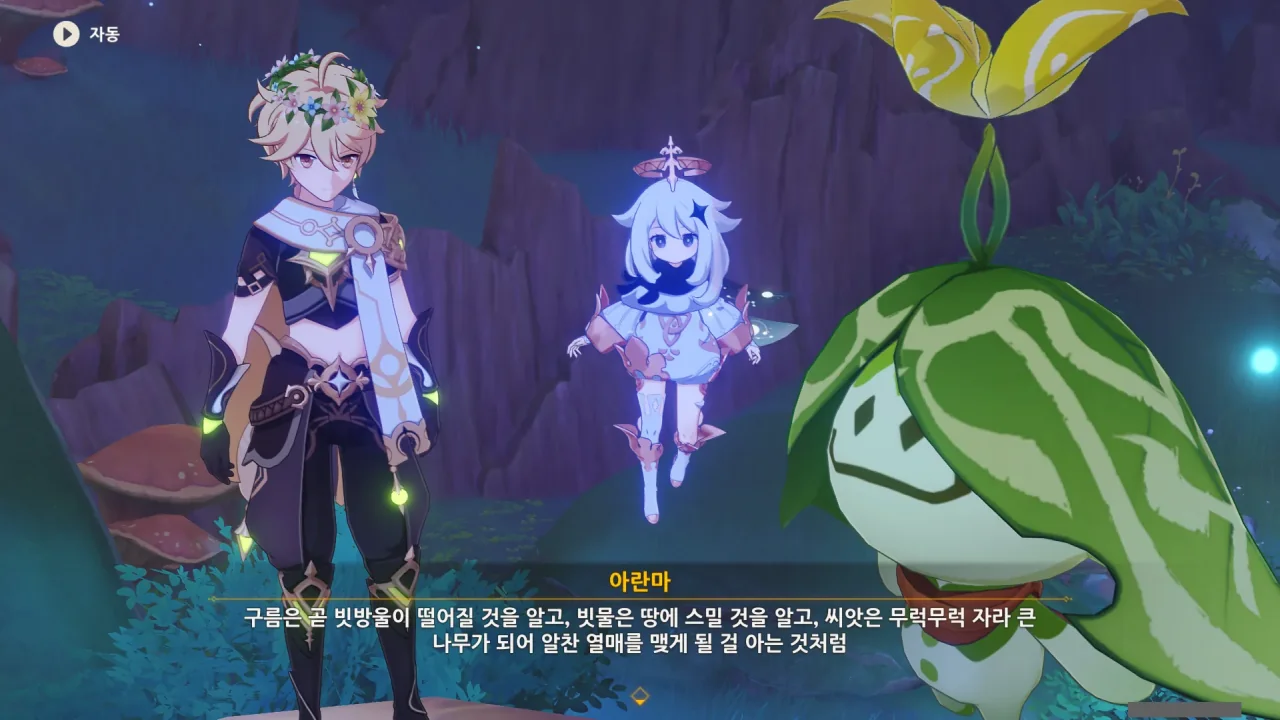 자동
아란마
구름은 곧 빗방울이 떨어질 것을 알고, 빗물은 땅에 스밀 것을 알고, 씨앗은 무럭무럭 자라 큰
나무가 되어 알찬 열매를 맺게 될 걸 아는 것처럼